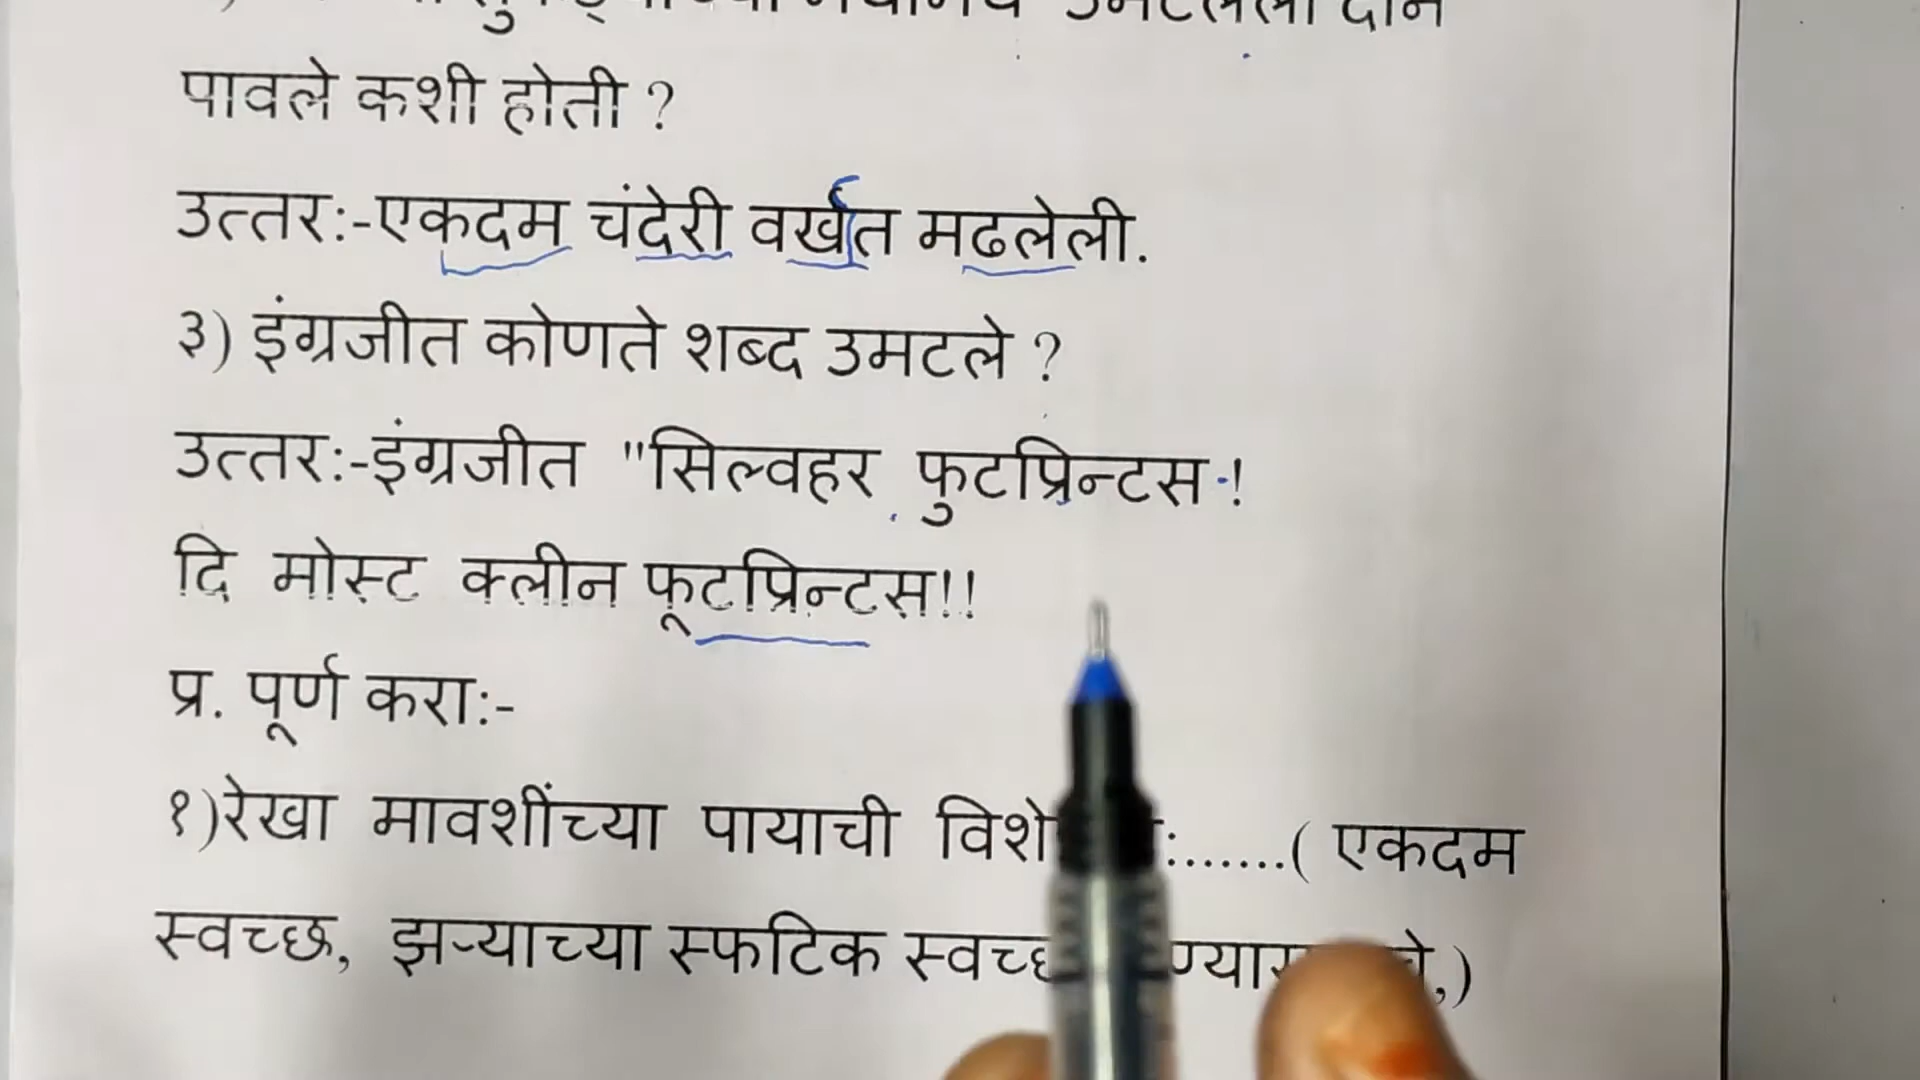 उमटलेली दोन
पावले कशी होती ?
उत्तर:-एकदम चंदेरी वर्खात मढलेली.
३) इंग्रजीत कोणते शब्द उमटले ?
उत्तर:-इंग्रजीत "सिल्वहर फुटप्रिन्टस !
दि मोस्ट क्लीन फूटप्रिन्टस!!
प्र. पूर्ण करा:-
१)रेखा मावशींच्या पायाची :.......( एकदम
स्वच्छ, झऱ्याच्या स्फटिक ,)